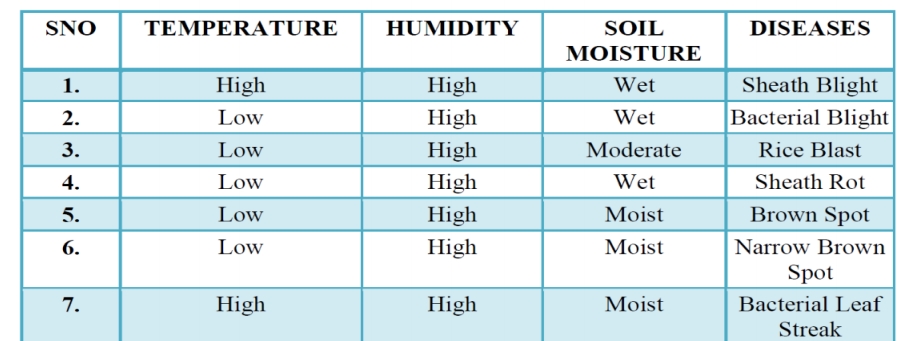 SNO TEMPERATURE HUMIDITY SOIL MOISTURE DISEASES
1. High High Wet Sheath Blight
2. Low High Wet Bacterial Blight
3. Low High Moderate Rice Blast
4. Low High Wet Sheath Rot
5. Low High Moist Brown Spot
6. Low High Moist Narrow Brown Spot
7. High High Moist Bacterial Leaf Streak